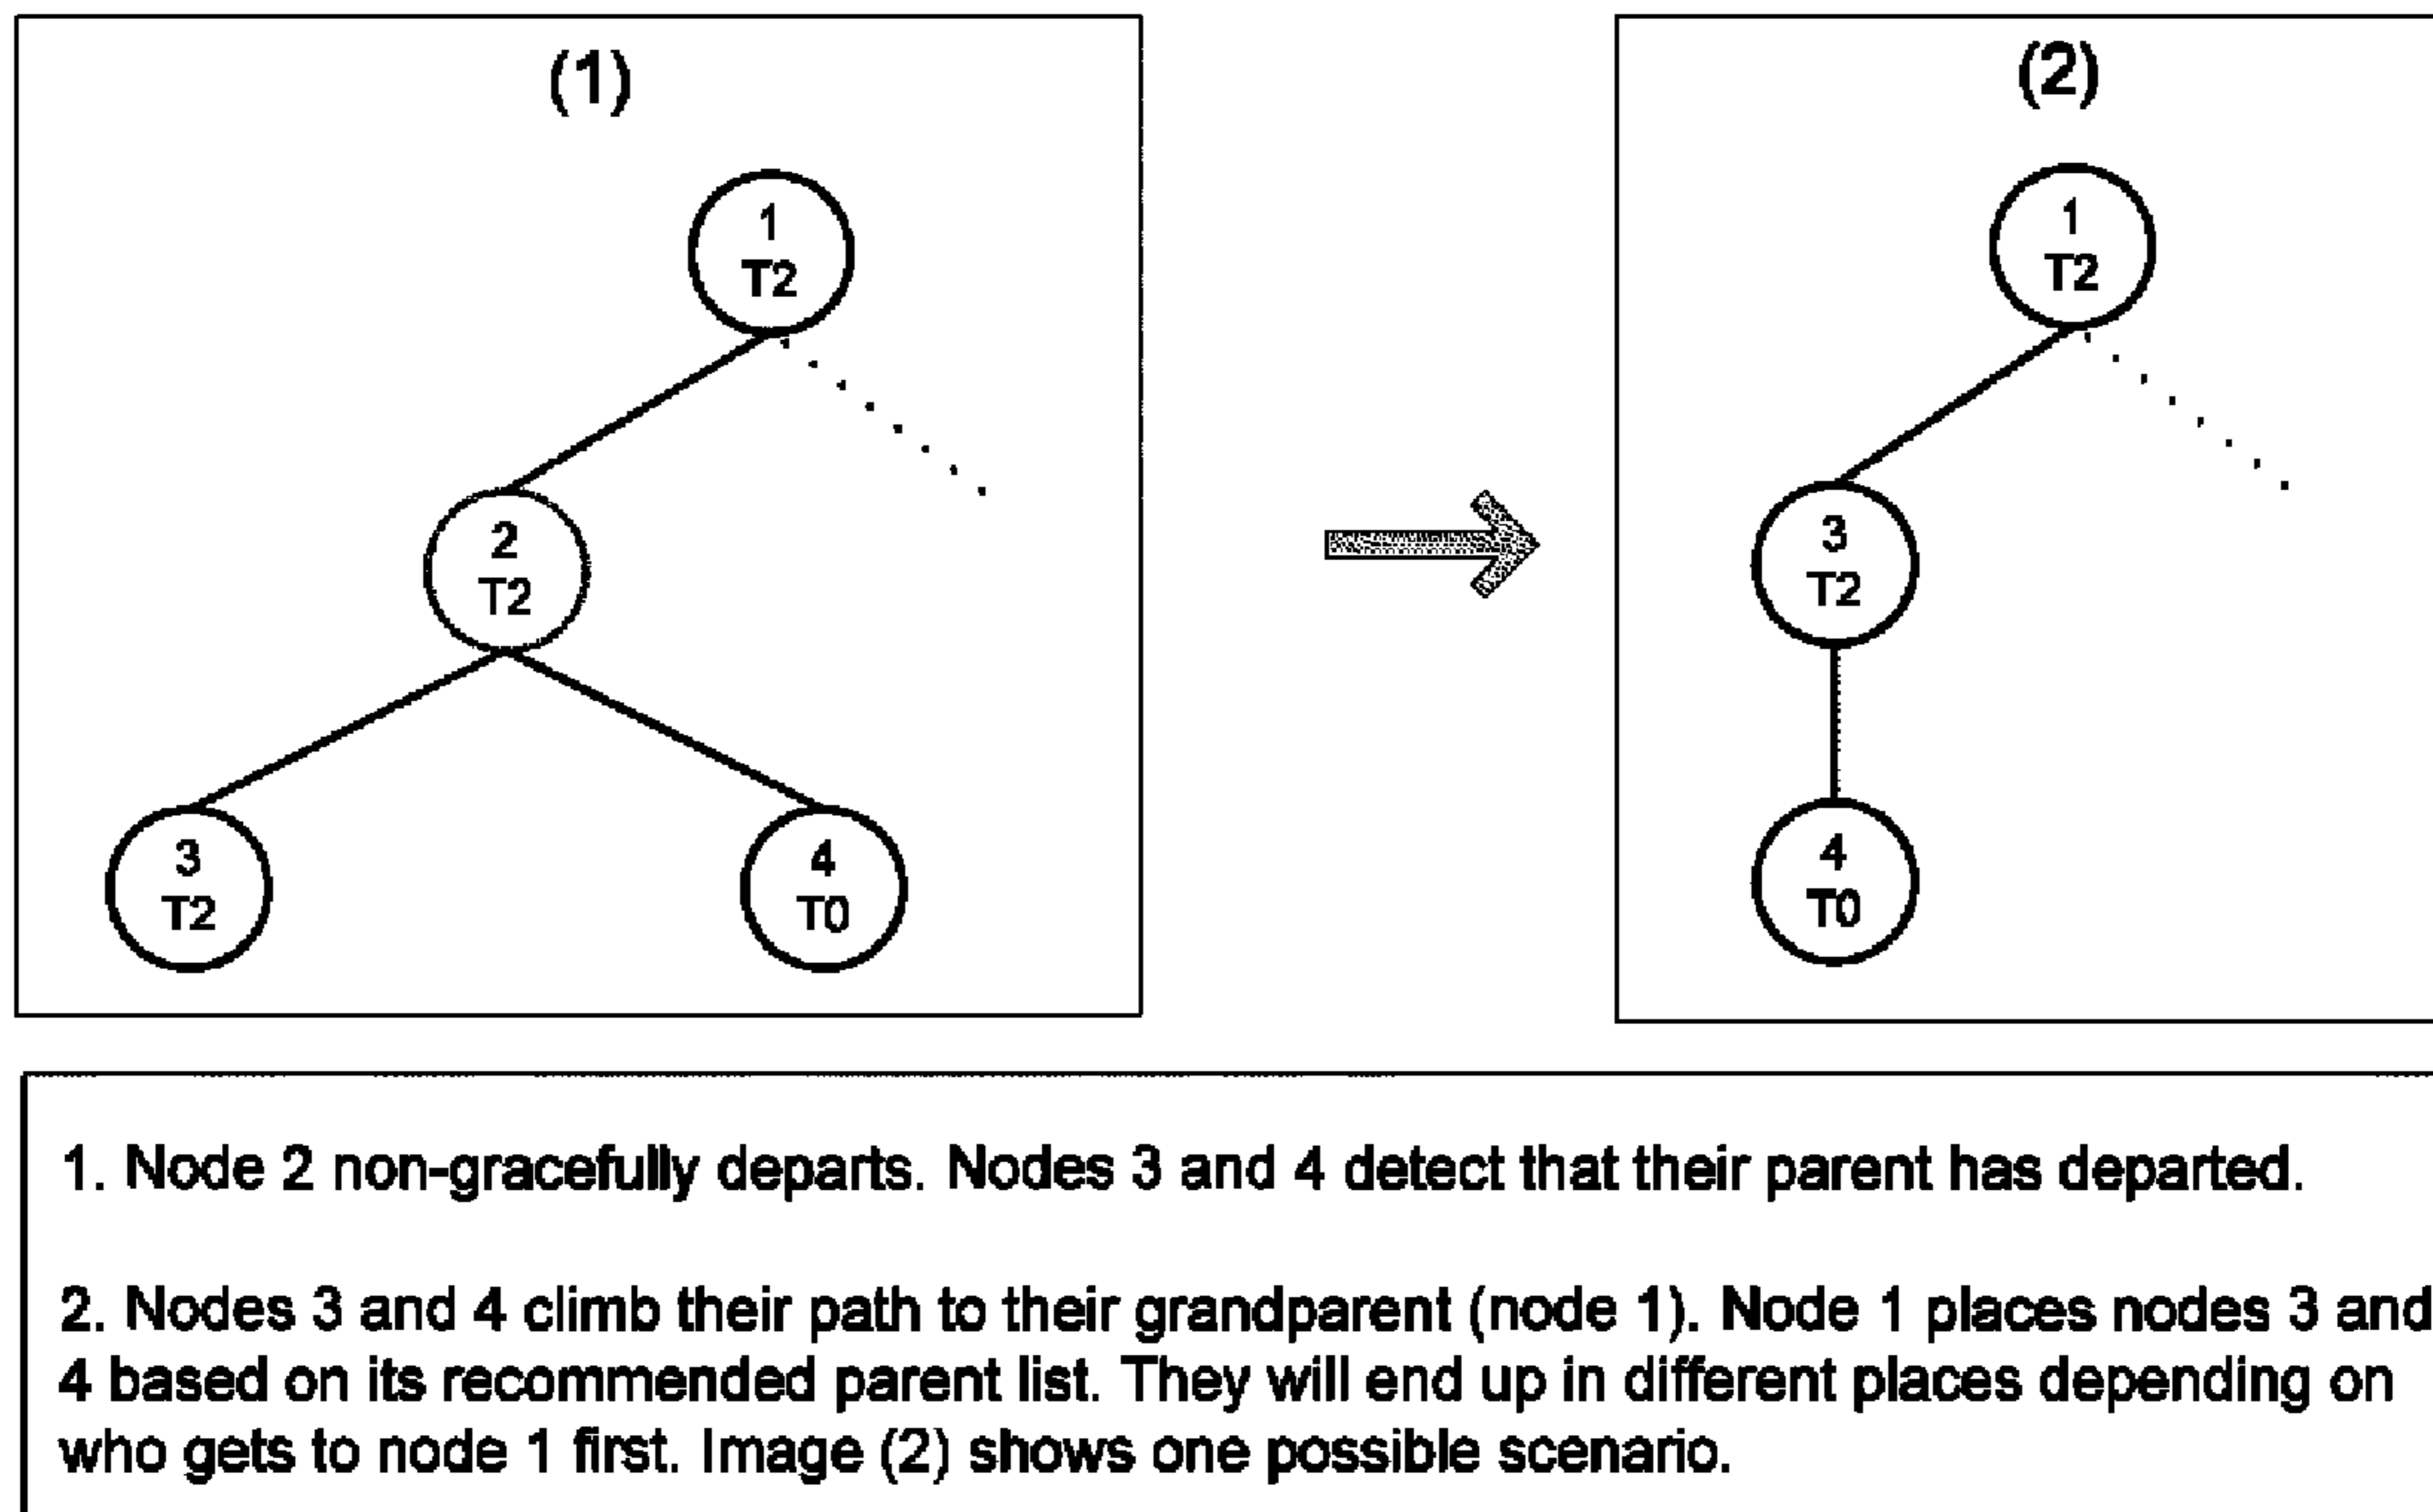 (1)
1
T2
2
T2
3
T2
4
T0
(2)
1
T2
3
T2
4
T0
1. Node 2 non-gracefully departs. Nodes 3 and 4 detect that their parent has departed.
2. Nodes 3 and 4 climb their path to their grandparent (node 1). Node 1 places nodes 3 and
4 based on its recommended parent list. They will end up in different places depending on
who gets to node 1 first. Image (2) shows one possible scenario.